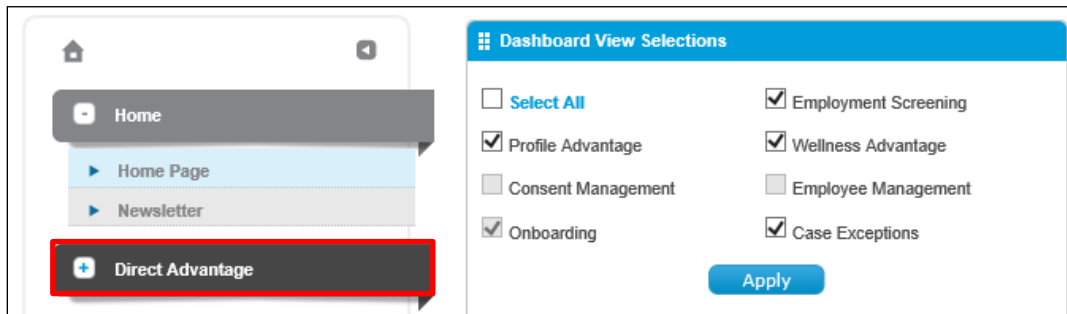 Home
Home Page
Newsletter
Direct Advantage
Dashboard View Selections
Select All
Employment Screening
Profile Advantage
Wellness Advantage
Consent Management
Employee Management
Onboarding
Case Exceptions
Apply